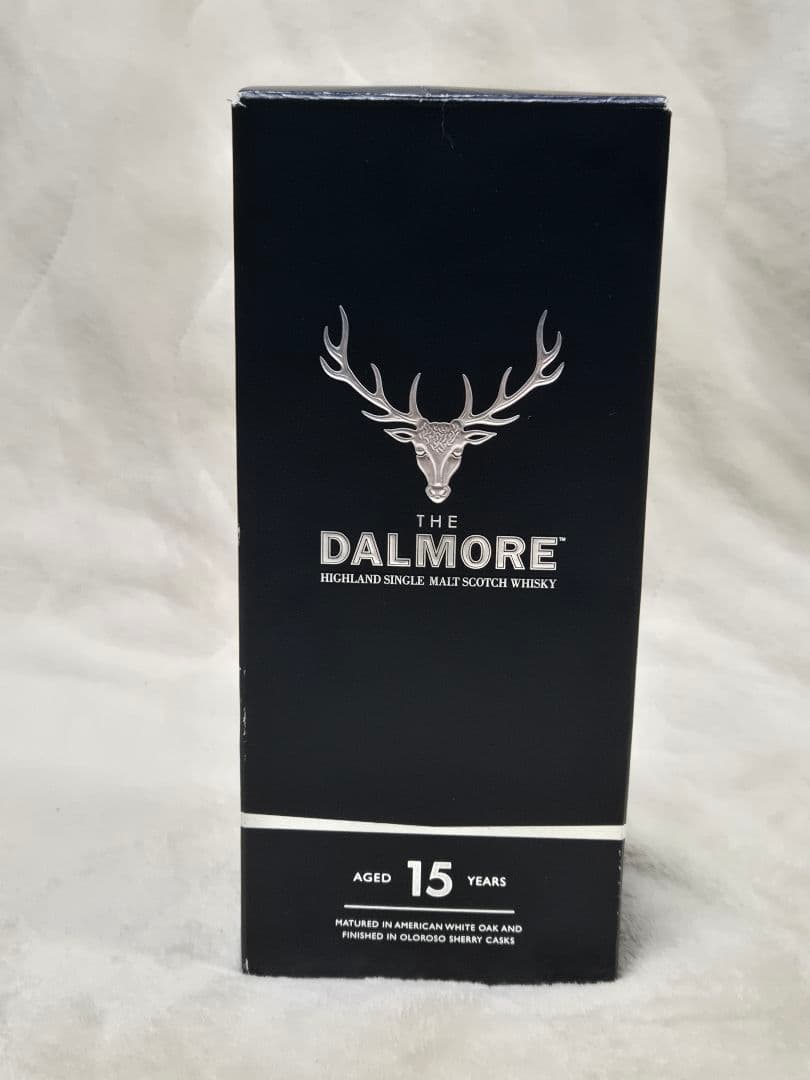 THE
DALMORE™
HIGHLAND SINGLE MALT SCOTCH WHISKY
AGED 15 YEARS
MATURED IN AMERICAN WHITE OAK AND
FINISHED IN OLOROSO SHERRY CASKS